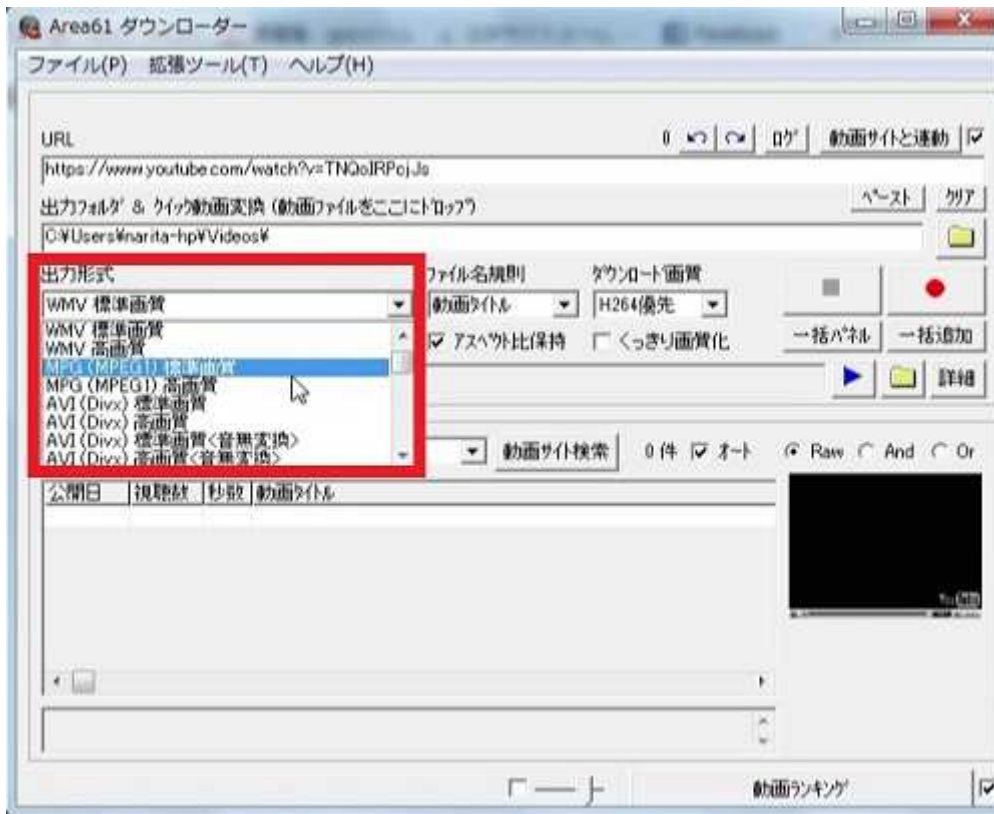 Area61 ダウンローダー
ファイル(P) 拡張ツール(T) ヘルプ(H)
URL
0
ログ
動画サイトと連動
https://www.youtube.com/watch?v=TNQoIRPcjJs
出力フォルダ & クイック動画変換 (動画ファイルをここにドロップ)
ペースト
クリア
C:¥Users¥narita-hp¥Videos¥
出力形式
ファイル名規則
ダウンロード画質
WMV 標準画質
動画タイトル
H264優先
WMV 標準画質
WMV 高画質
MPG (MPEG1) 標準画質
MPG (MPEG1) 高画質
AVI (Divx) 標準画質
AVI (Divx) 高画質
AVI (Divx) 標準画質<音無変換>
AVI (Divx) 高画質<音無変換>
アスペクト比保持
くっきり画質化
一括パネル
一括追加
詳細
動画サイト検索
0 件
オート
Raw
And
Or
公開日
視聴数
秒数
動画タイトル
動画ランキング